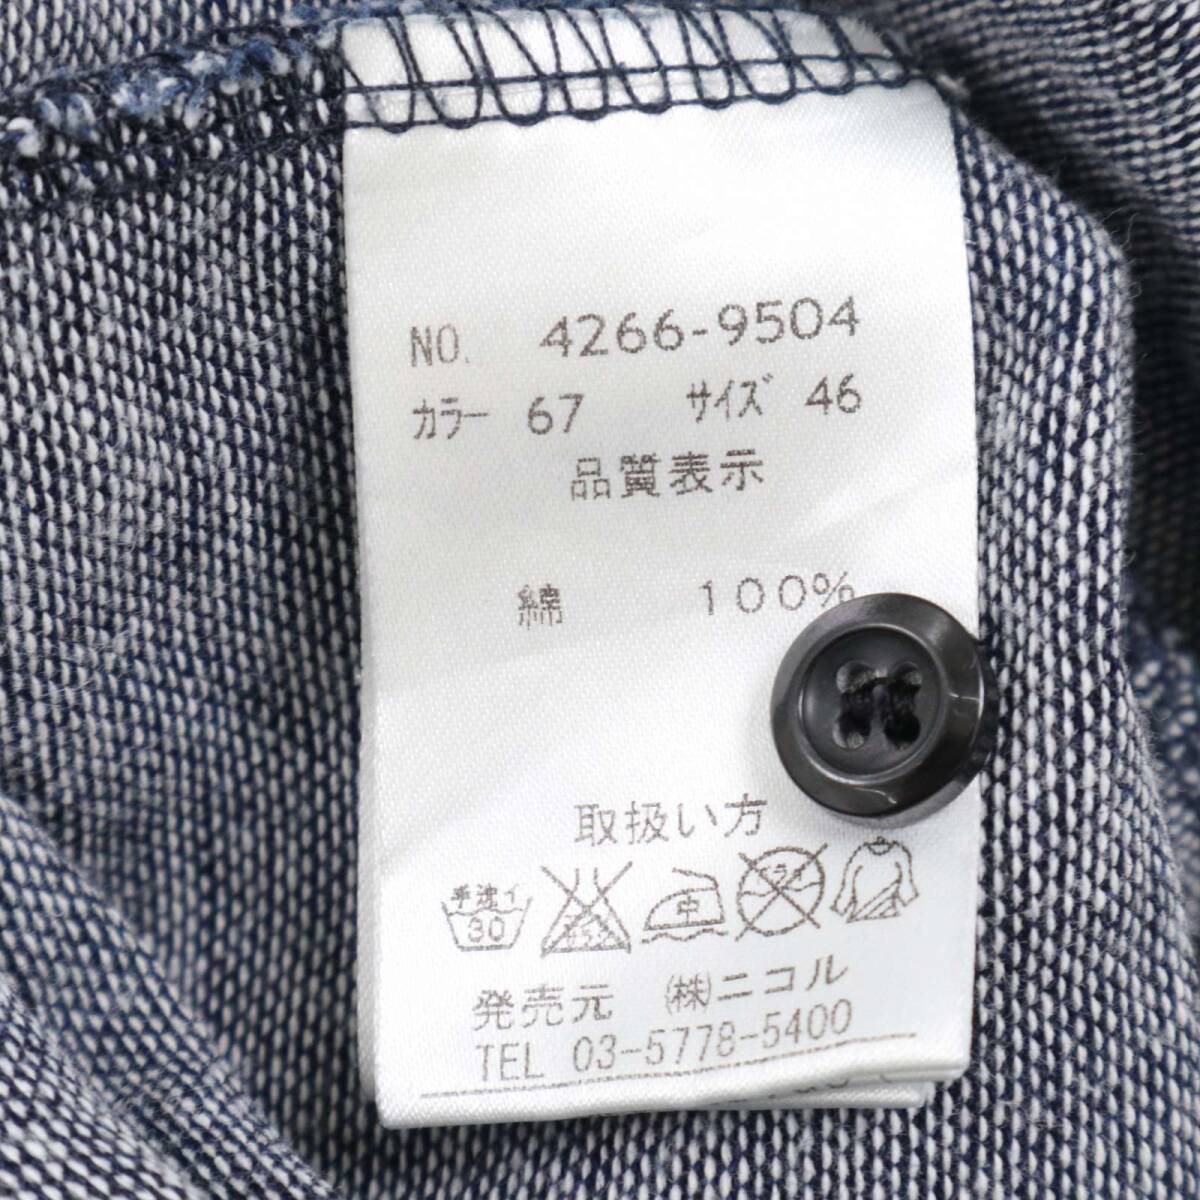 NO. 4266-9504
カラー 67 サイズ 46
品質表示
綿 100%
取扱い方
手洗イ
30
中
発売元 ㈱ニコル
TEL 03-5778-5400